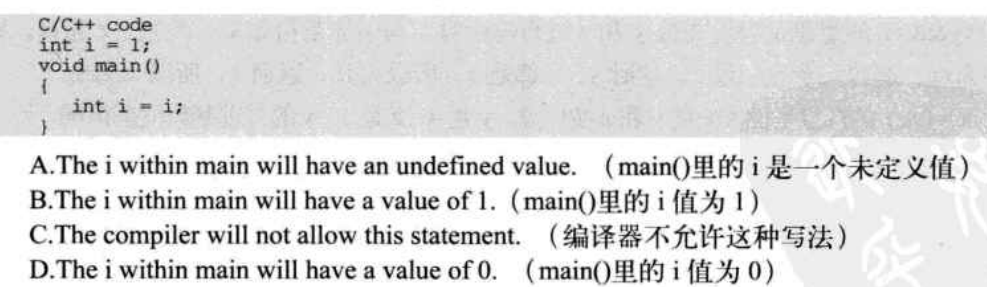 C/C++ code
int i = 1;
void main()
{
int i = i;
}
A.The i within main will have an undefined value. （main()里的 i 是一个未定义值）
B.The i within main will have a value of 1.（main()里的 i 值为 1）
C.The compiler will not allow this statement. （编译器不允许这种写法）
D.The i within main will have a value of 0. （main()里的 i 值为 0）